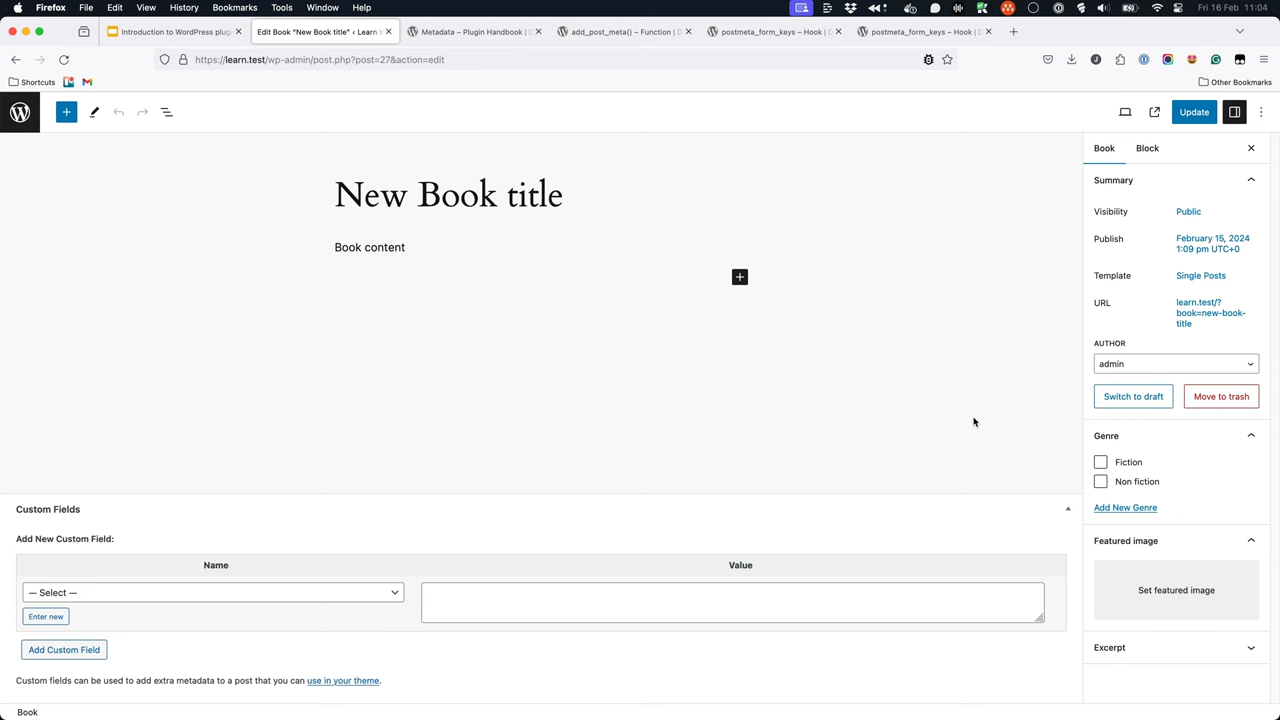 Firefox File Edit View History Bookmarks Tools Window Help Fri 16 Feb 11:04
Introduction to WordPress plug
Edit Book "New Book title" ‹ Learn W
Metadata – Plugin Handbook | D
add_post_meta() – Function | D
postmeta_form_keys – Hook | D
postmeta_form_keys – Hook | D
https://learn.test/wp-admin/post.php?post=27&action=edit
Shortcuts
Other Bookmarks
Update
Book Block
New Book title
Book content
Summary
Visibility Public
Publish February 15, 2024
1:09 pm UTC+0
Template Single Posts
URL learn.test/?
book=new-book-
title
AUTHOR
admin
Switch to draft Move to trash
Genre
Fiction
Non fiction
Add New Genre
Featured image
Set featured image
Excerpt
Custom Fields
Add New Custom Field:
Name Value
— Select —
Enter new
Add Custom Field
Custom fields can be used to add extra metadata to a post that you can use in your theme.
Book